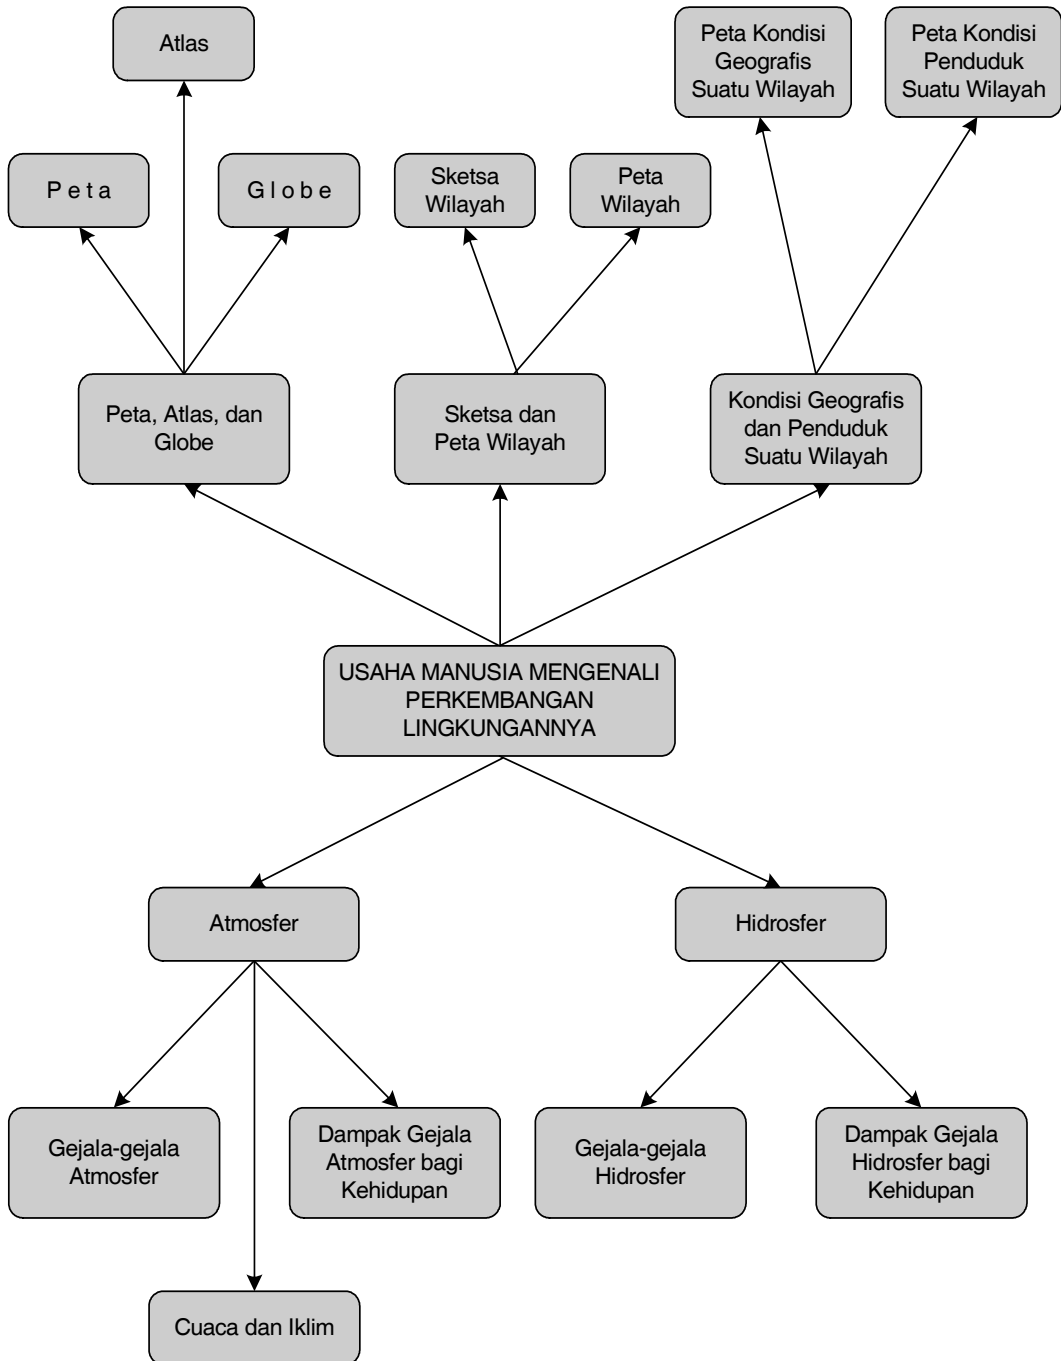 Atlas
Peta Kondisi
Geografis
Suatu Wilayah
Peta Kondisi
Penduduk
Suatu Wilayah
P e t a
G l o b e
Sketsa
Wilayah
Peta
Wilayah
Peta, Atlas, dan
Globe
Sketsa dan
Peta Wilayah
Kondisi Geografis
dan Penduduk
Suatu Wilayah
USAHA MANUSIA MENGENALI
PERKEMBANGAN
LINGKUNGANNYA
Atmosfer
Hidrosfer
Gejala-gejala
Atmosfer
Dampak Gejala
Atmosfer bagi
Kehidupan
Gejala-gejala
Hidrosfer
Dampak Gejala
Hidrosfer bagi
Kehidupan
Cuaca dan Iklim